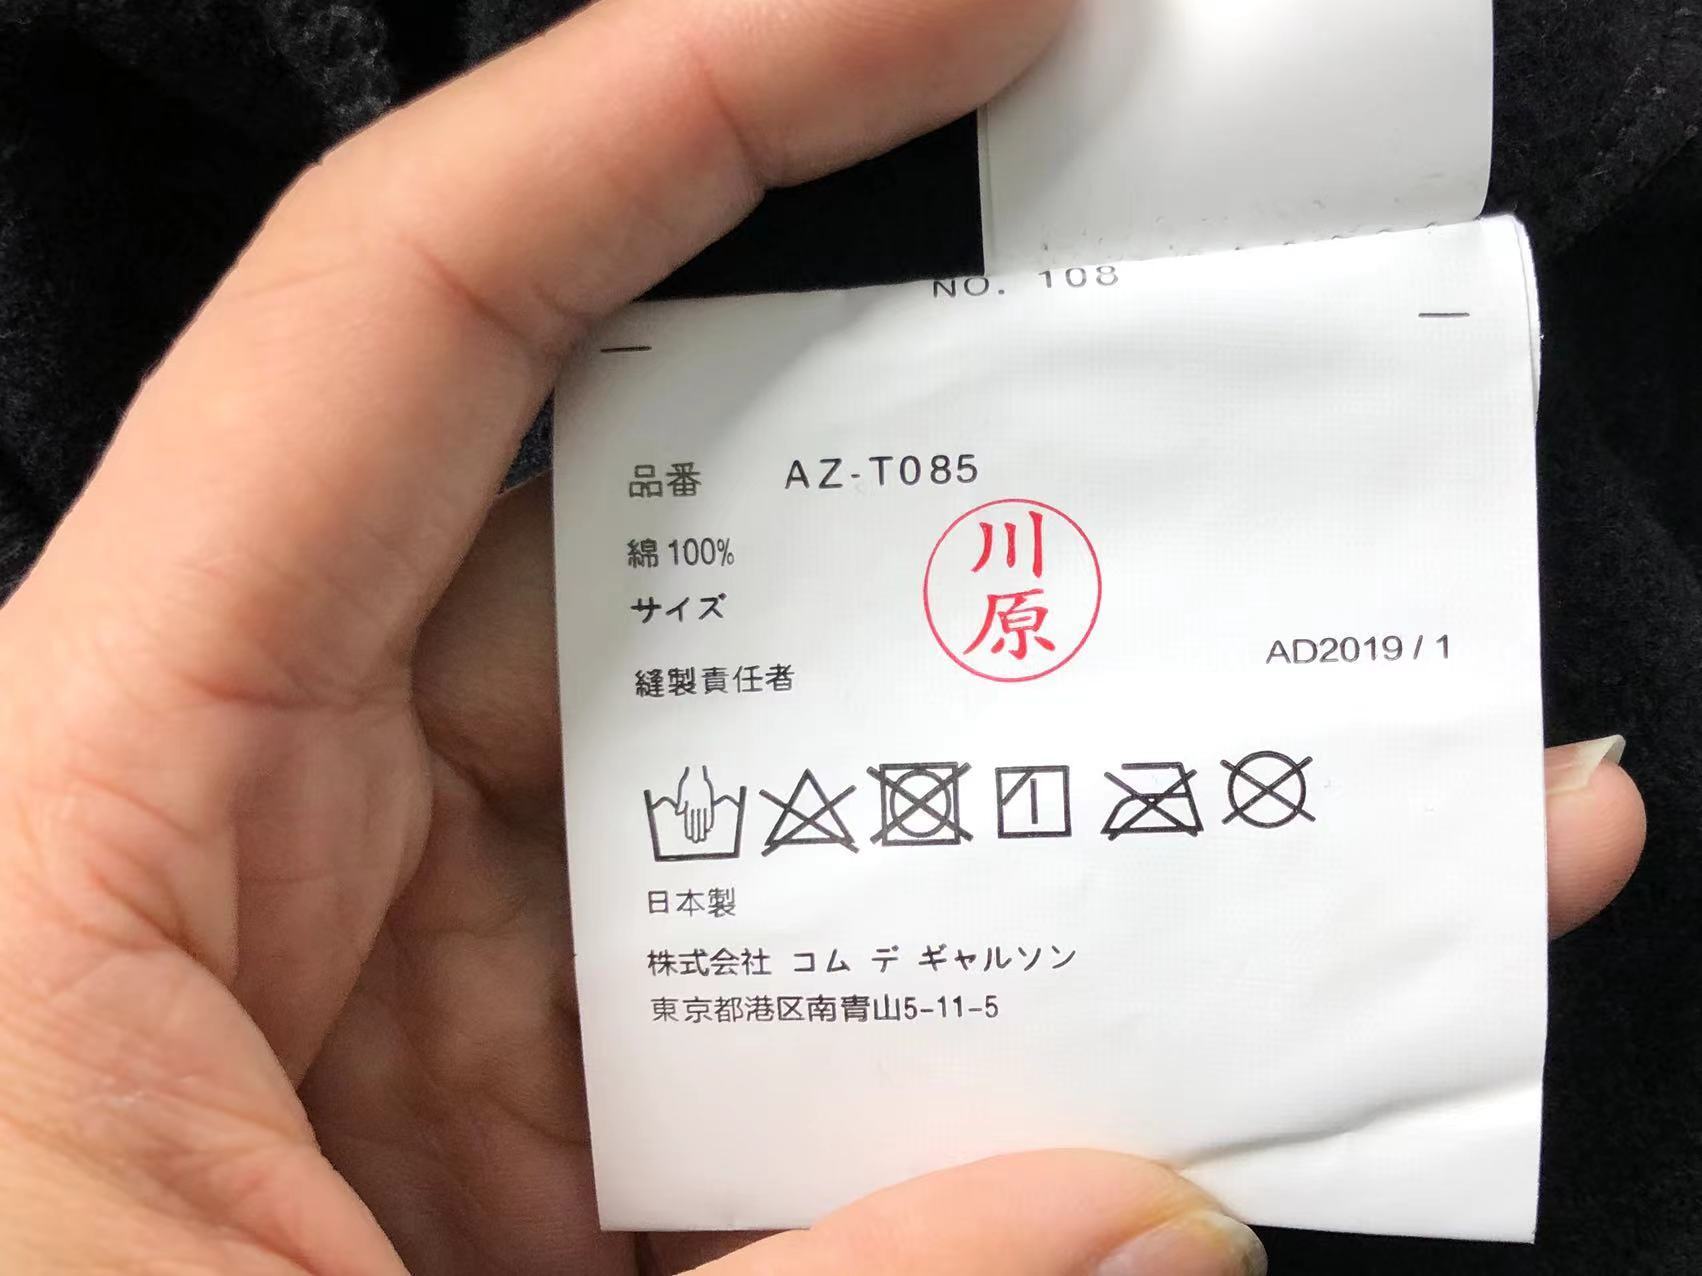 NO. 108
品番 AZ-T085
綿 100%
サイズ
川原
AD2019 / 1
縫製責任者
日本製
株式会社 コム デ ギャルソン
東京都港区南青山5-11-5